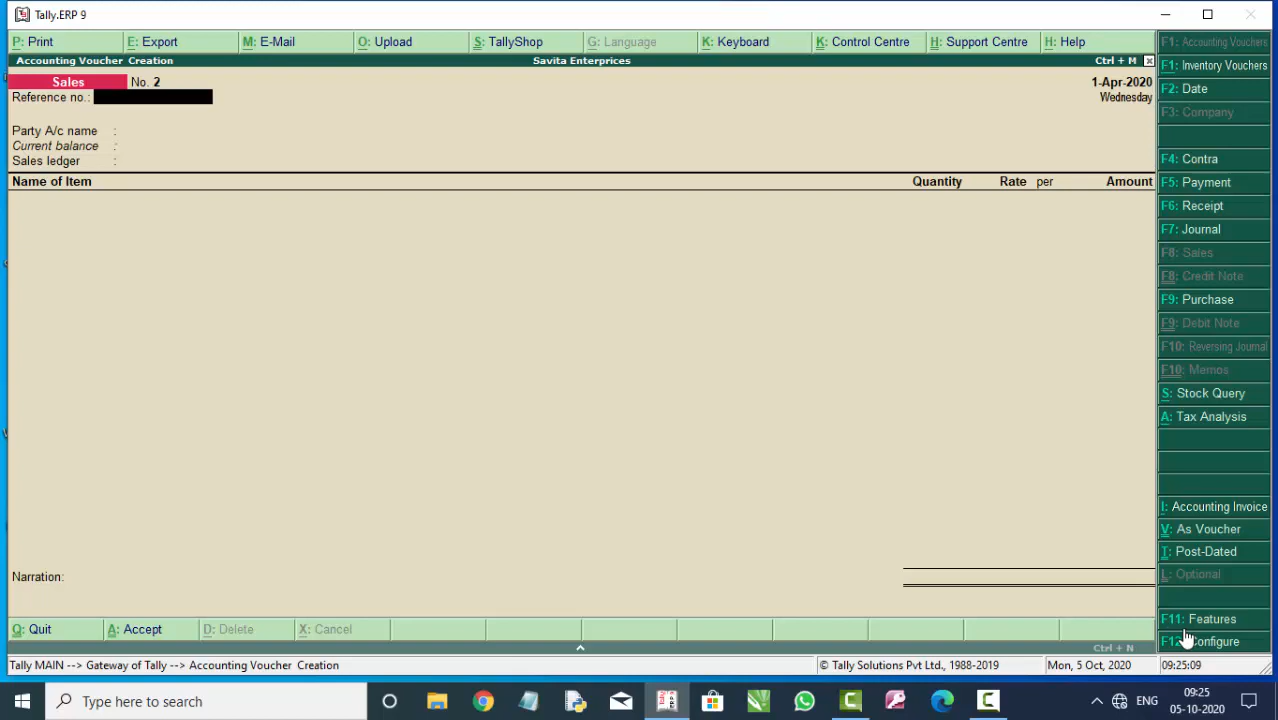 Tally.ERP 9
P: Print E: Export M: E-Mail O: Upload S: TallyShop G: Language K: Keyboard K: Control Centre H: Support Centre H: Help
Accounting Voucher Creation Savita Enterprises Ctrl + M
Sales No. 2 1-Apr-2020
Reference no.: Wednesday
Party A/c name :
Current balance :
Sales ledger :
Name of Item Quantity Rate per Amount
Narration:
F1: Accounting Vouchers
F1: Inventory Vouchers
F2: Date
F3: Company
F4: Contra
F5: Payment
F6: Receipt
F7: Journal
F8: Sales
F8: Credit Note
F9: Purchase
F9: Debit Note
F10: Reversing Journal
F10: Memos
S: Stock Query
A: Tax Analysis
I: Accounting Invoice
V: As Voucher
T: Post-Dated
L: Optional
F11: Features
F12: Configure
Q: Quit A: Accept D: Delete X: Cancel
Ctrl + N
Tally MAIN --> Gateway of Tally --> Accounting Voucher Creation © Tally Solutions Pvt Ltd., 1988-2019 Mon, 5 Oct, 2020 09:25:09
Type here to search ENG 09:25
05-10-2020